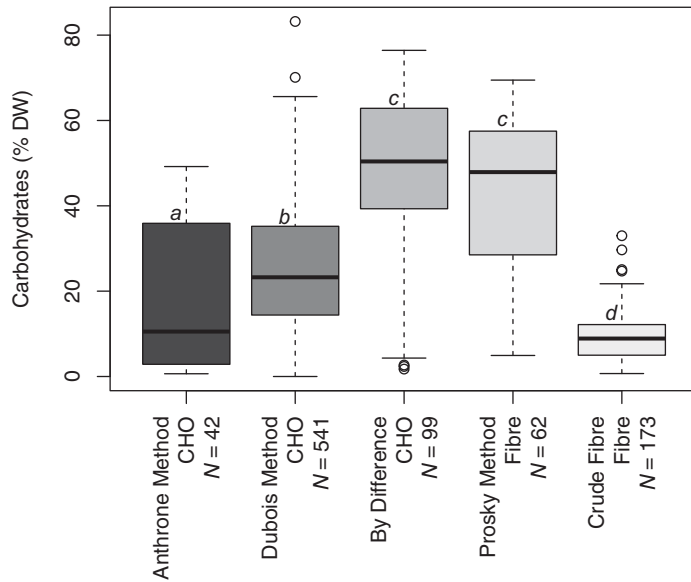 Carbohydrates (% DW)
80
60
40
20
0
a
b
c
c
d
Anthrone Method
CHO
N = 42
Dubois Method
CHO
N = 541
By Difference
CHO
N = 99
Prosky Method
Fibre
N = 62
Crude Fibre
Fibre
N = 173